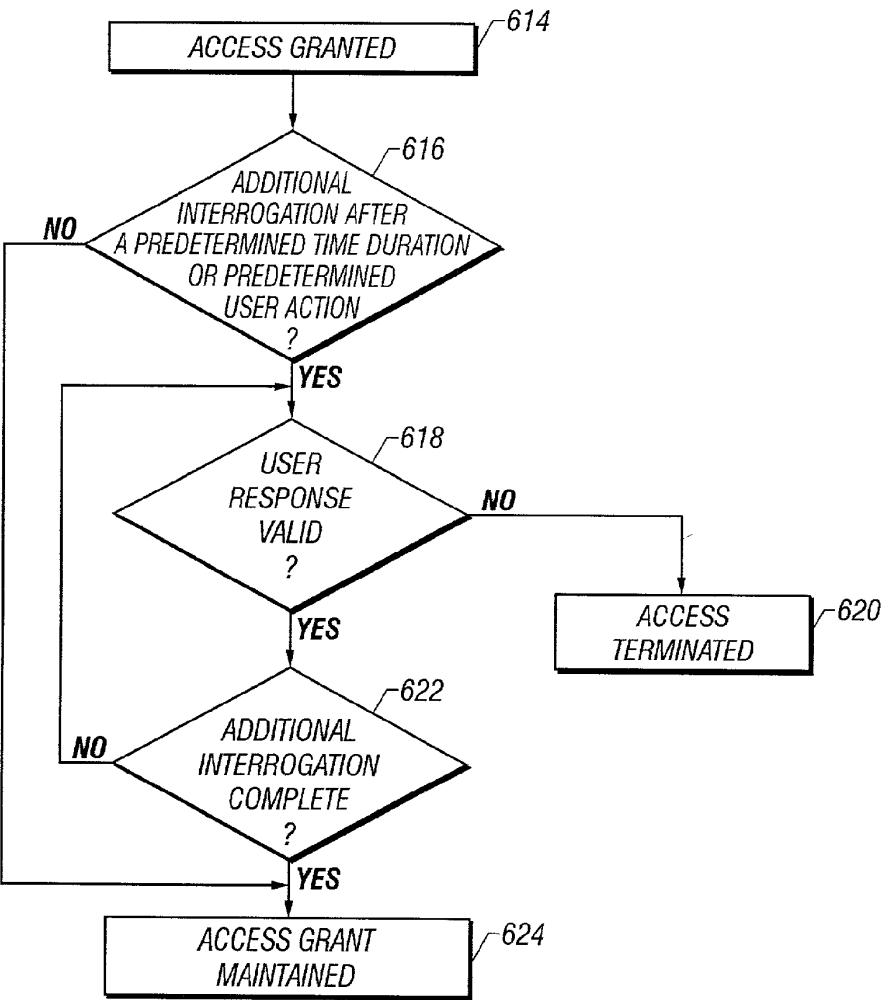 ACCESS GRANTED
614
616
ADDITIONAL
INTERROGATION AFTER
A PREDETERMINED TIME DURATION
OR PREDETERMINED
USER ACTION
?
NO
YES
618
USER
RESPONSE
VALID
?
NO
YES
ACCESS
TERMINATED
620
622
ADDITIONAL
INTERROGATION
COMPLETE
?
NO
YES
ACCESS GRANT
MAINTAINED
624